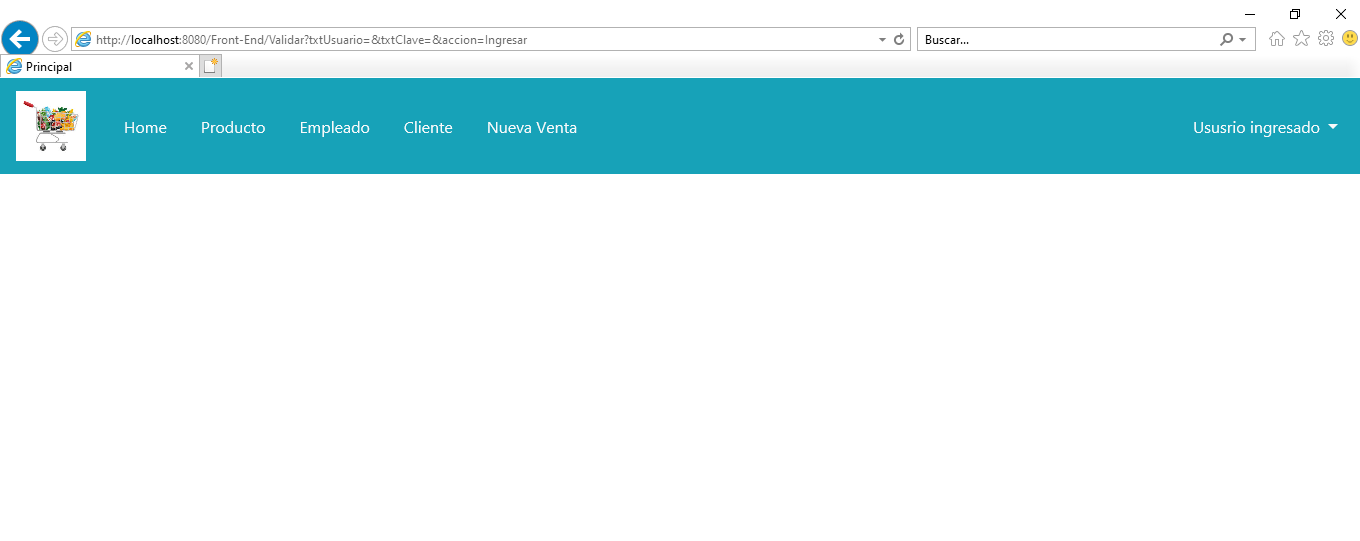 http://localhost:8080/Front-End/Validar?txtUsuario=&txtClave=&accion=Ingresar
Buscar...
Principal
Home Producto Empleado Cliente Nueva Venta Ususrio ingresado